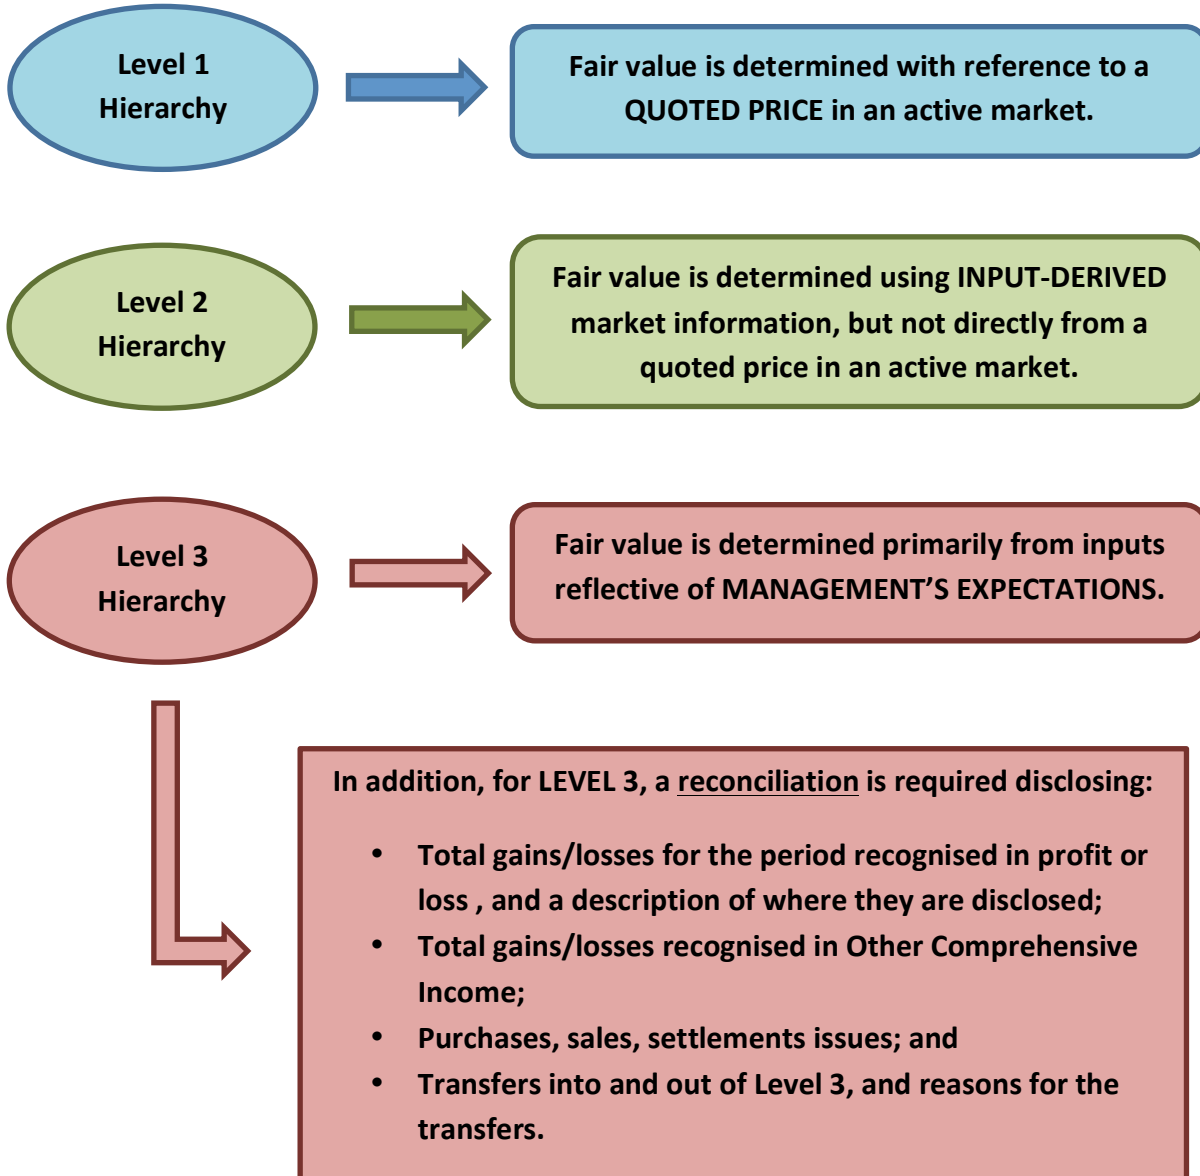 Level 1
Hierarchy
Fair value is determined with reference to a
QUOTED PRICE in an active market.
Level 2
Hierarchy
Fair value is determined using INPUT-DERIVED
market information, but not directly from a
quoted price in an active market.
Level 3
Hierarchy
Fair value is determined primarily from inputs
reflective of MANAGEMENT’S EXPECTATIONS.
In addition, for LEVEL 3, a reconciliation is required disclosing:
• Total gains/losses for the period recognised in profit or
loss , and a description of where they are disclosed;
• Total gains/losses recognised in Other Comprehensive
Income;
• Purchases, sales, settlements issues; and
• Transfers into and out of Level 3, and reasons for the
transfers.